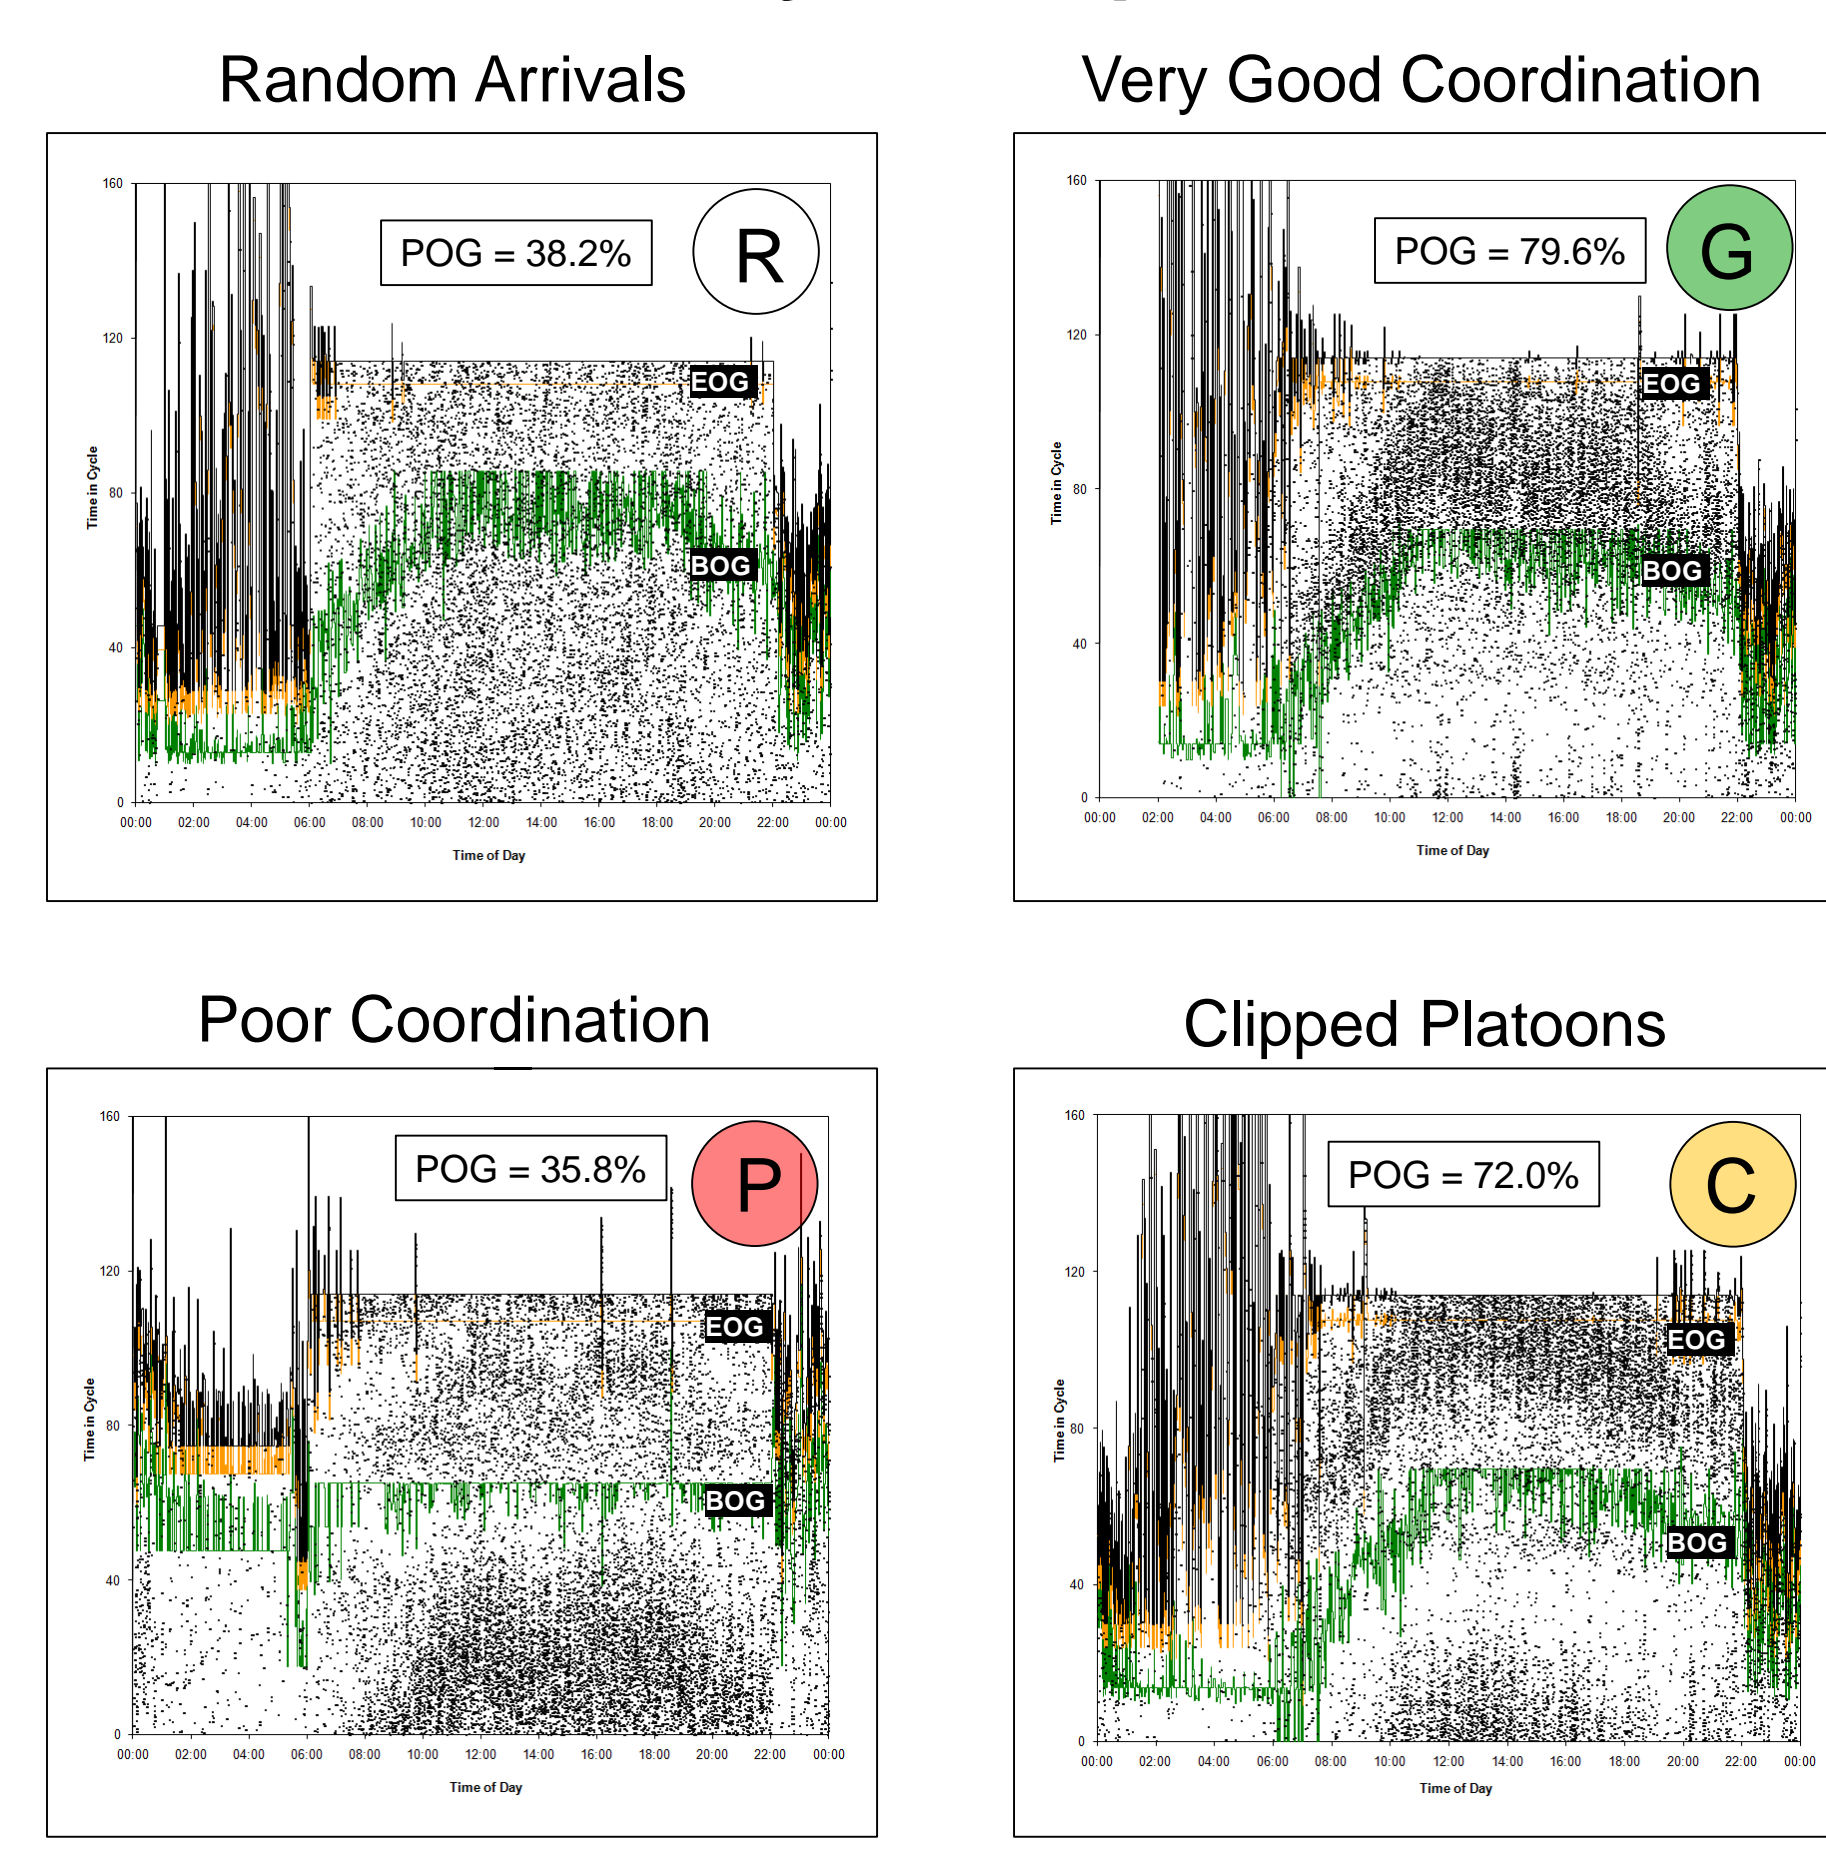 Random Arrivals
Very Good Coordination
160
120
80
40
0
Time in Cycle
POG = 38.2%
R
EOG
BOG
00:00 02:00 04:00 06:00 08:00 10:00 12:00 14:00 16:00 18:00 20:00 22:00 00:00
Time of Day
160
120
80
40
0
Time in Cycle
POG = 79.6%
G
EOG
BOG
00:00 02:00 04:00 06:00 08:00 10:00 12:00 14:00 16:00 18:00 20:00 22:00 00:00
Time of Day
Poor Coordination
Clipped Platoons
160
120
80
40
0
Time in Cycle
POG = 35.8%
P
EOG
BOG
00:00 02:00 04:00 06:00 08:00 10:00 12:00 14:00 16:00 18:00 20:00 22:00 00:00
Time of Day
160
120
80
40
0
Time in Cycle
POG = 72.0%
C
EOG
BOG
00:00 02:00 04:00 06:00 08:00 10:00 12:00 14:00 16:00 18:00 20:00 22:00 00:00
Time of Day